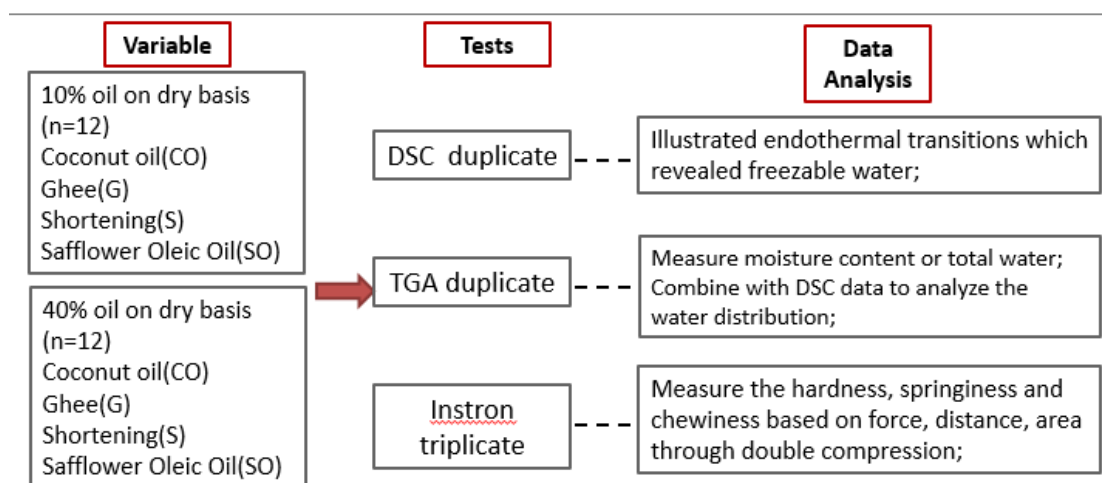 Variable
10% oil on dry basis
(n=12)
Coconut oil(CO)
Ghee(G)
Shortening(S)
Safflower Oleic Oil(SO)
40% oil on dry basis
(n=12)
Coconut oil(CO)
Ghee(G)
Shortening(S)
Safflower Oleic Oil(SO)
Tests
DSC duplicate
TGA duplicate
Instron
triplicate
Data
Analysis
Illustrated endothermal transitions which
revealed freezable water;
Measure moisture content or total water;
Combine with DSC data to analyze the
water distribution;
Measure the hardness, springiness and
chewiness based on force, distance, area
through double compression;